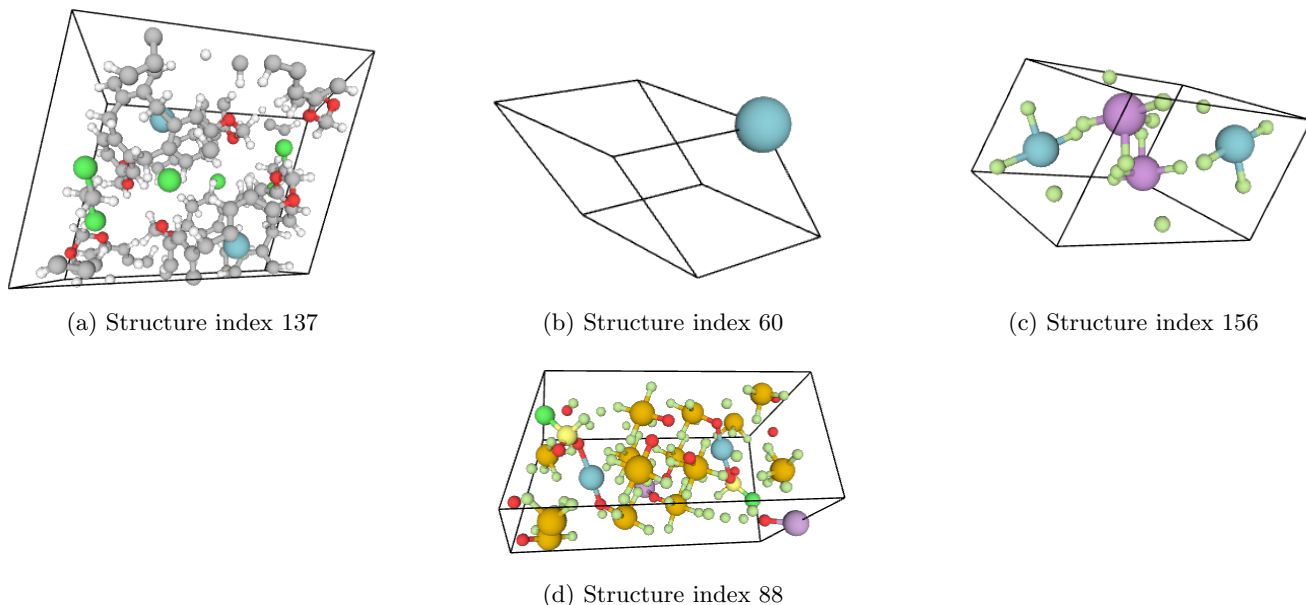 (a) Structure index 137
(b) Structure index 60
(c) Structure index 156
(d) Structure index 88